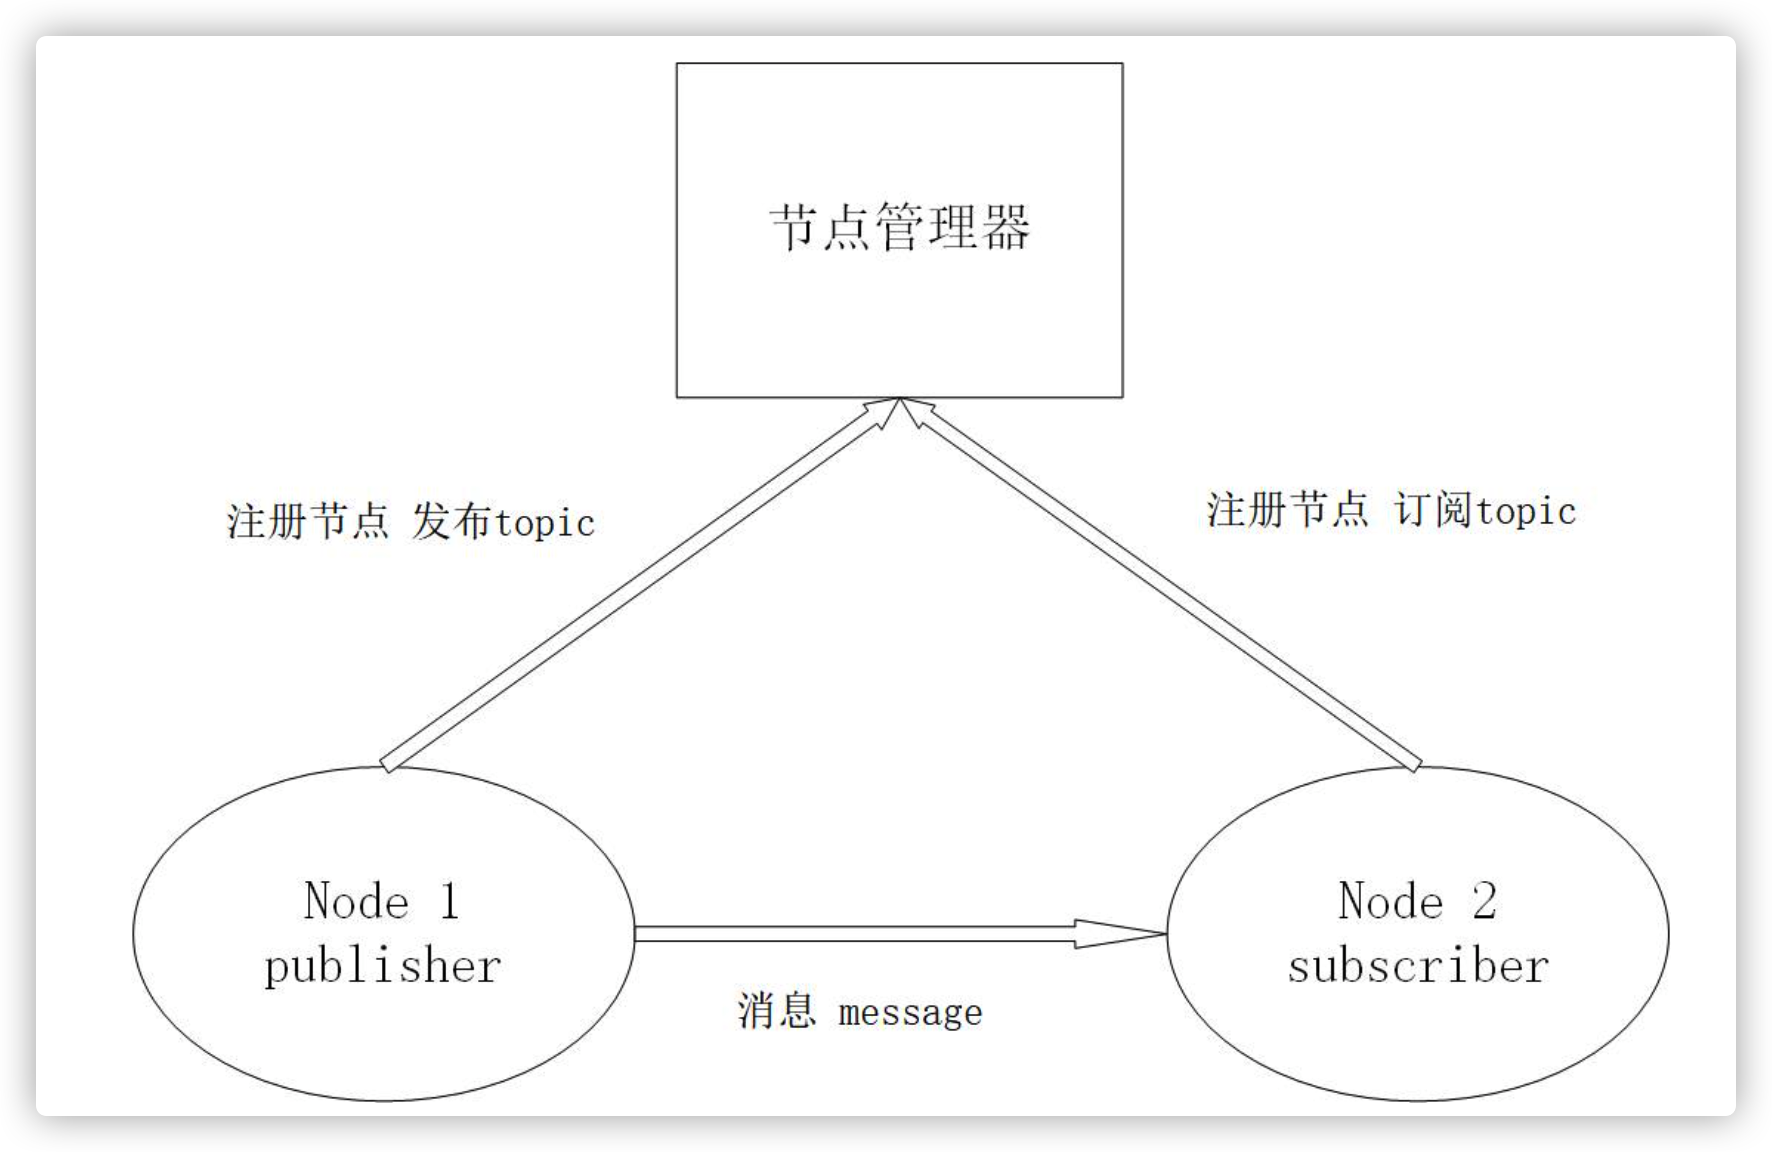 节点管理器
注册节点 发布topic
注册节点 订阅topic
Node 1
publisher
Node 2
subscriber
消息 message